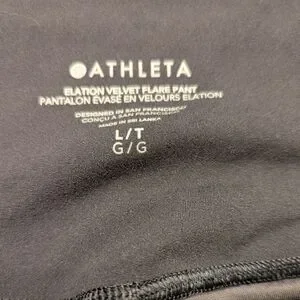 ATHLETA
ELATION VELVET FLARE PANT
PANTALON ÉVASÉ EN VELOURS ELATION
DESIGNED IN SAN FRANCISCO
CONÇU A SAN FRANCISCO
MADE IN SRI LANKA
L/T
G/G